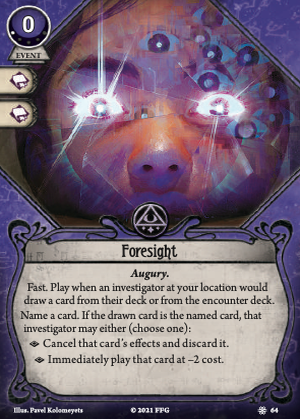 0
EVENT
Foresight
Augury.
Fast. Play when an investigator at your location would
draw a card from their deck or from the encounter deck.
Name a card. If the drawn card is the named card, that
investigator may either (choose one):
Cancel that card's effects and discard it.
Immediately play that card at –2 cost.
Illus. Pavel Kolomeyets © 2021 FFG 64